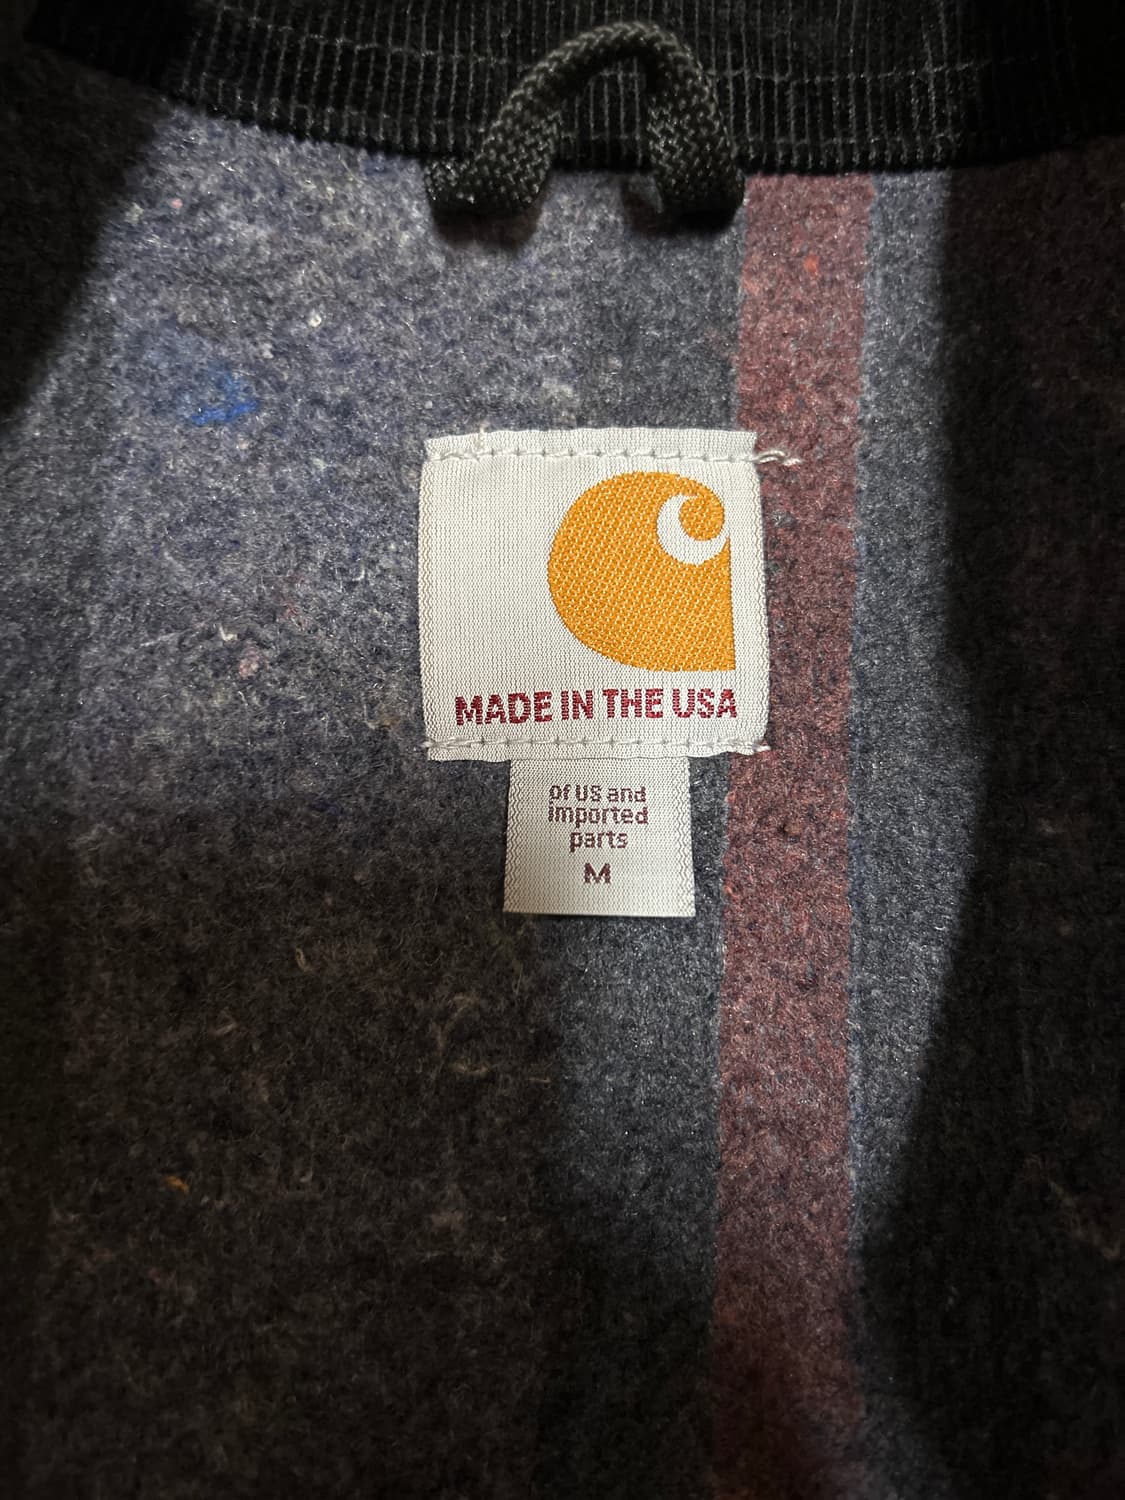 MADE IN THE USA
of US and
imported
parts
M